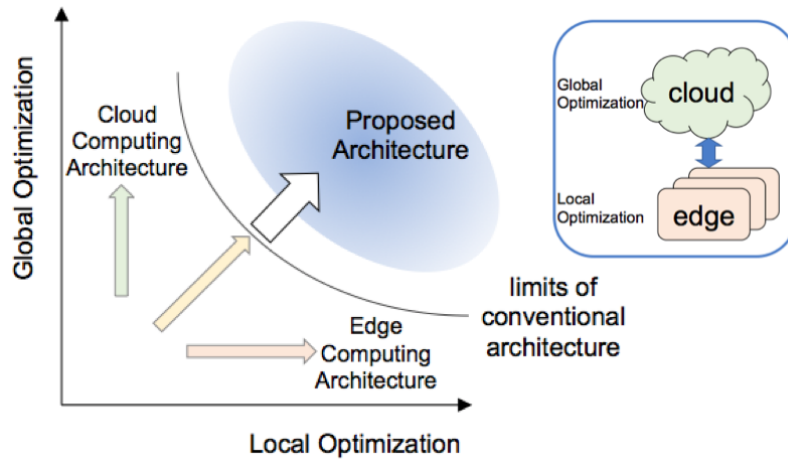 Global Optimization
Cloud
Computing
Architecture
Proposed
Architecture
Edge
Computing
Architecture
limits of
conventional
architecture
Local Optimization
Global
Optimization
cloud
Local
Optimization
edge